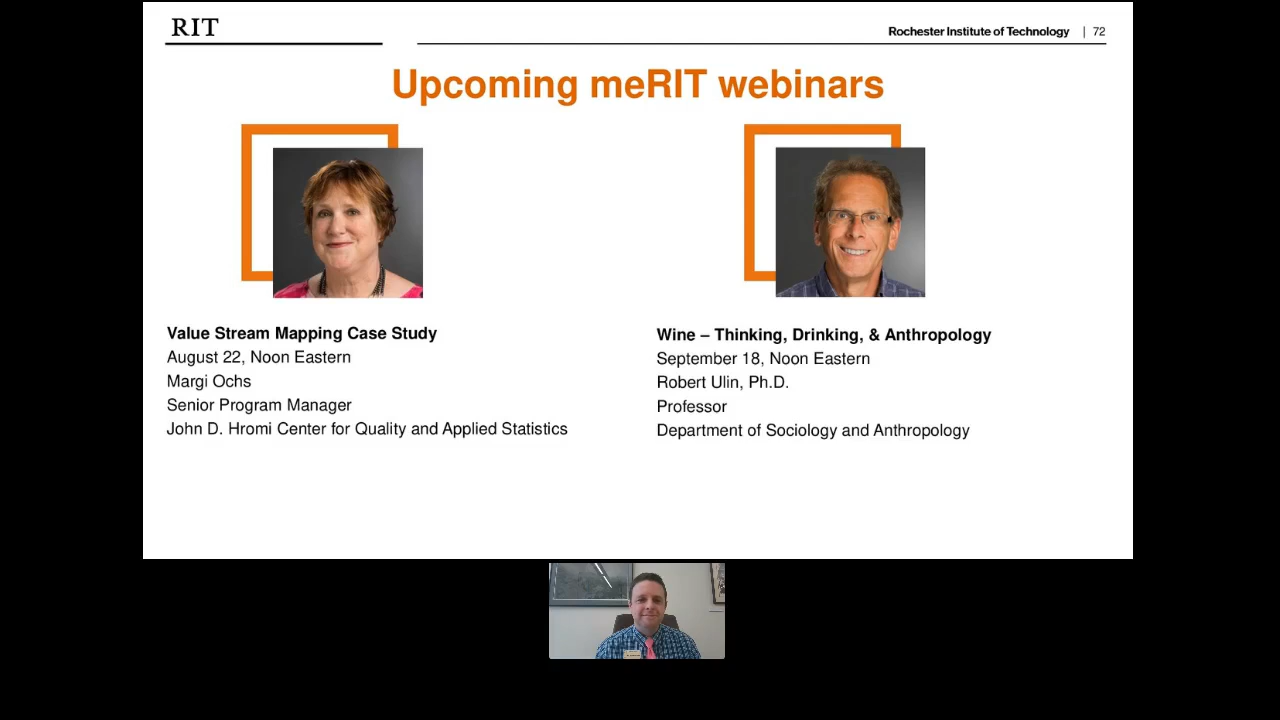 RIT
Rochester Institute of Technology | 72
Upcoming meRIT webinars
Value Stream Mapping Case Study
August 22, Noon Eastern
Margi Ochs
Senior Program Manager
John D. Hromi Center for Quality and Applied Statistics
Wine – Thinking, Drinking, & Anthropology
September 18, Noon Eastern
Robert Ulin, Ph.D.
Professor
Department of Sociology and Anthropology